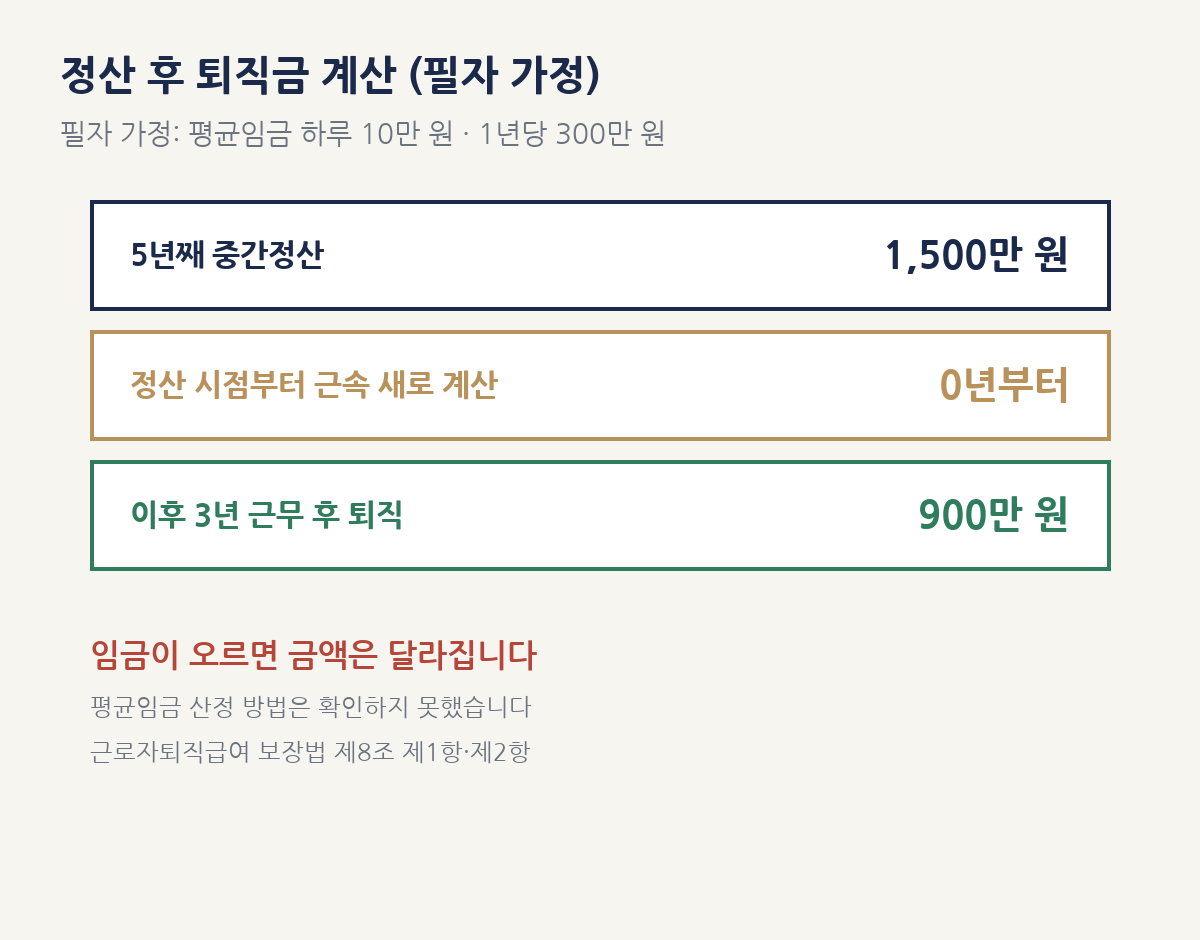 정산 후 퇴직금 계산 (필자 가정)
필자 가정: 평균임금 하루 10만 원 · 1년당 300만 원
5년째 중간정산 1,500만 원
정산 시점부터 근속 새로 계산 0년부터
이후 3년 근무 후 퇴직 900만 원
임금이 오르면 금액은 달라집니다
평균임금 산정 방법은 확인하지 못했습니다
근로자퇴직급여 보장법 제8조 제1항·제2항